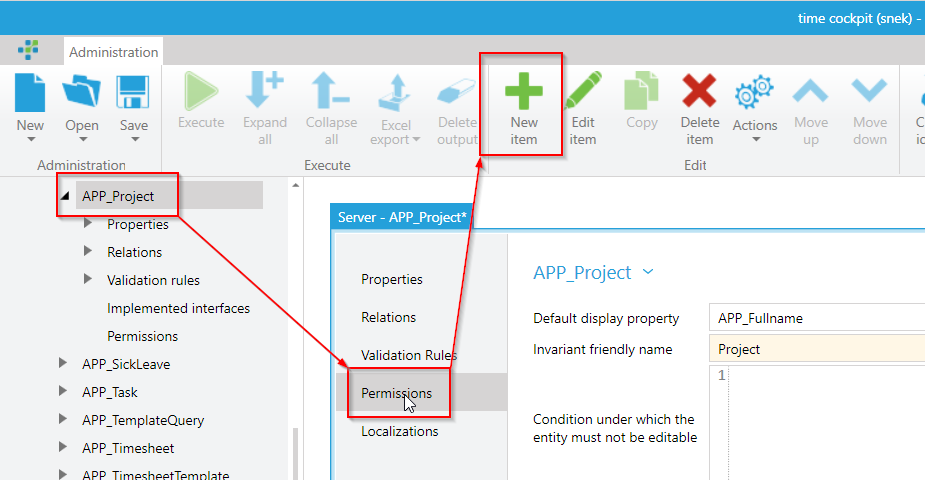 time cockpit (snek) -
Administration
New
Open
Save
Execute
Expand
all
Collapse
all
Excel
export
Delete
output
New
item
Edit
item
Copy
Delete
item
Actions
Move
up
Move
down
Administration
Execute
Edit
APP_Project
Properties
Relations
Validation rules
Implemented interfaces
Permissions
APP_SickLeave
APP_Task
APP_TemplateQuery
APP_Timesheet
APP_TimesheetTemplate
Server - APP_Project*
Properties
Relations
Validation Rules
Permissions
Localizations
APP_Project
Default display property
APP_Fullname
Invariant friendly name
Project
1
Condition under which the
entity must not be editable